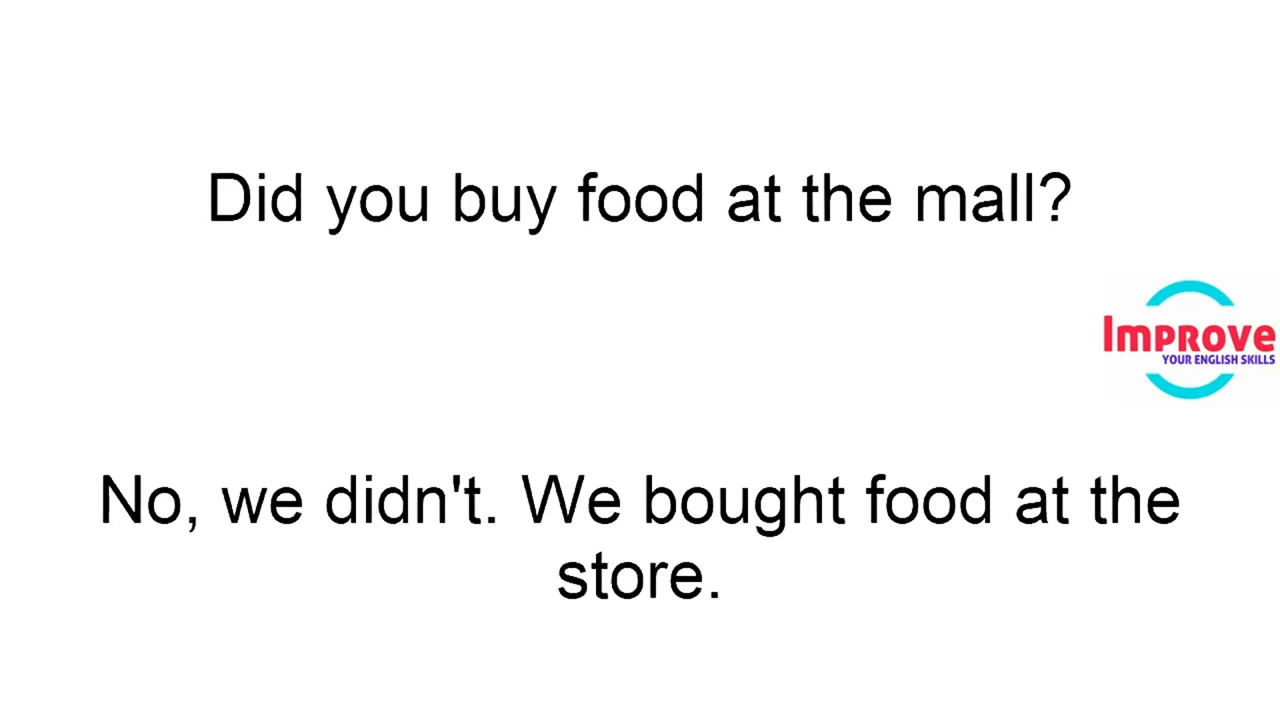 Did you buy food at the mall?
Improve
YOUR ENGLISH SKILLS
No, we didn't. We bought food at the
store.